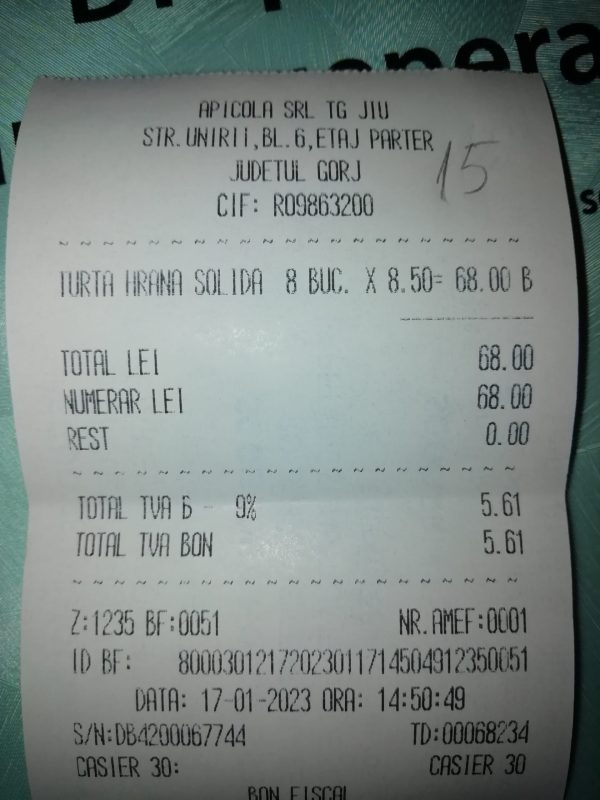 opera
APICOLA SRL TG JIU
STR.UNIRII,BL.6,ETAJ PARTER
JUDETUL GORJ
15
CIF: RO9863200
~ ~ ~ ~ ~ ~ ~ ~ ~ ~ ~ ~ ~ ~ ~ ~ ~ ~ ~
TURTA HRANA SOLIDA 8 BUC. X 8.50= 68.00 B
TOTAL LEI 68.00
NUMERAR LEI 68.00
REST 0.00
~ ~ ~ ~ ~ ~ ~ ~ ~ ~ ~ ~ ~ ~ ~ ~ ~ ~ ~
TOTAL TVA B - 9% 5.61
TOTAL TVA BON 5.61
~ ~ ~ ~ ~ ~ ~ ~ ~ ~ ~ ~ ~ ~ ~ ~ ~ ~ ~
Z:1235 BF:0051 NR.AMEF:0001
ID BF: 80003012172023011714504912350051
DATA: 17-01-2023 ORA: 14:50:49
S/N:DB4200067744 TD:00068234
CASIER 30: CASIER 30
BON FISCAL